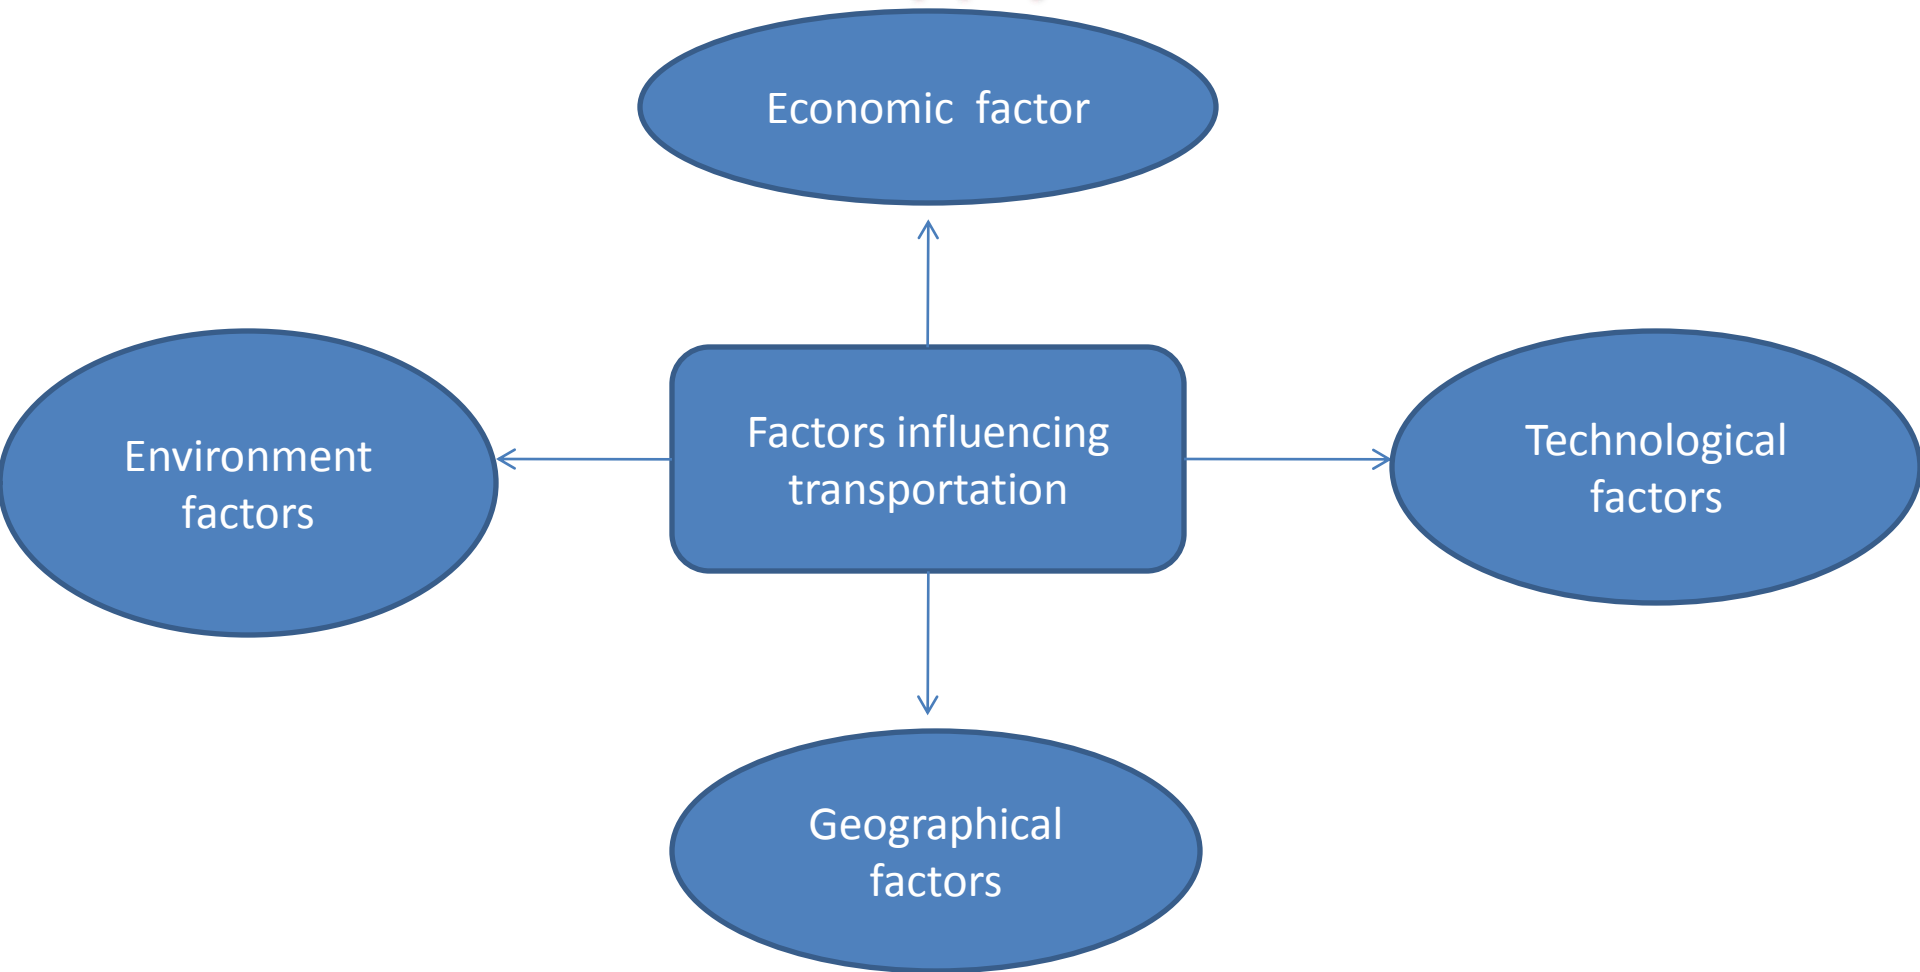 Economic  factor
Environment
factors
Factors influencing
transportation
Technological
factors
Geographical
factors